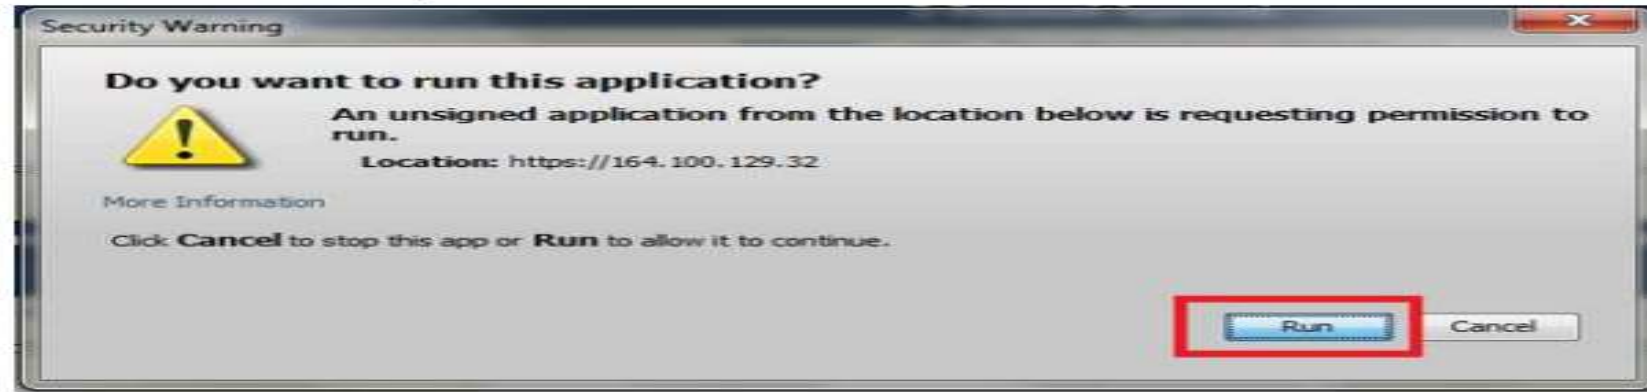 Security Warning
Do you want to run this application?
An unsigned application from the location below is requesting permission to
run.
Location: https://164.100.129.32
More Information
Click Cancel to stop this app or Run to allow it to continue.
Run Cancel